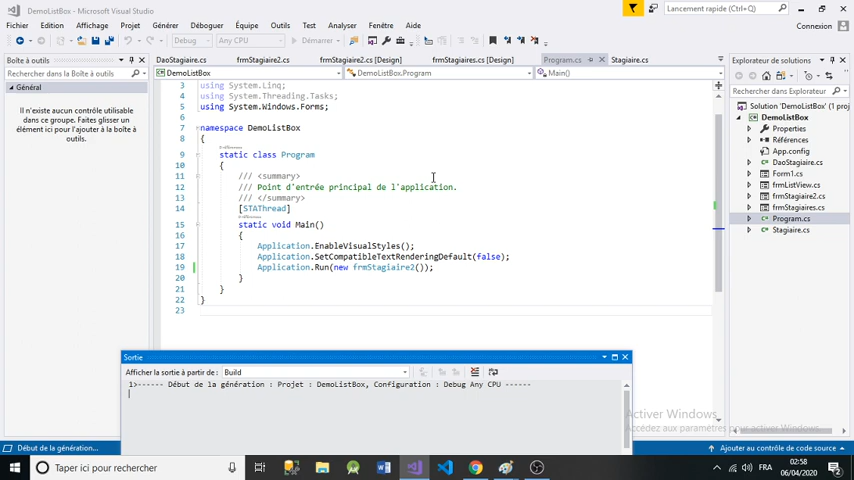 DemoListBox - Microsoft Visual Studio
Lancement rapide (Ctrl+Q)
Fichier Edition Affichage Projet Générer Déboguer Équipe Outils Test Analyser Fenêtre Aide
Connexion
Debug Any CPU Démarrer
Boîte à outils
DaoStagiaire.cs frmStagiaire2.cs frmStagiaire2.cs [Design] frmStagiaires.cs [Design] Program.cs Stagiaire.cs
Explorateur de solutions
Rechercher dans Boîte à outils
DemoListBox DemoListBox.Program Main()
Général
Il n'existe aucun contrôle utilisable
dans ce groupe. Faites glisser un
élément ici pour l'ajouter à la boîte à
outils.
3 using System.Linq;
4 using System.Threading.Tasks;
5 using System.Windows.Forms;
6
7 namespace DemoListBox
8 {
9 static class Program
10 {
11 /// <summary>
12 /// Point d'entrée principal de l'application.
13 /// </summary>
14 [STAThread]
15 static void Main()
16 {
17 Application.EnableVisualStyles();
18 Application.SetCompatibleTextRenderingDefault(false);
19 Application.Run(new frmStagiaire2());
20 }
21 }
22 }
23
Rechercher dans Explorateur
Solution 'DemoListBox'
DemoListBox
Properties
Références
App.config
DaoStagiaire.cs
Form1.cs
frmListView.cs
frmStagiaire2.cs
frmStagiaires.cs
Program.cs
Stagiaire.cs
Sortie
Afficher la sortie à partir de : Build
1>------ Début de la génération : Projet : DemoListBox, Configuration : Debug Any CPU ------
Activer Windows
Accédez aux paramètres pour activer Windows.
Début de la génération...
Ajouter au contrôle de code source
Taper ici pour rechercher
FRA
02:58
06/04/2020
2